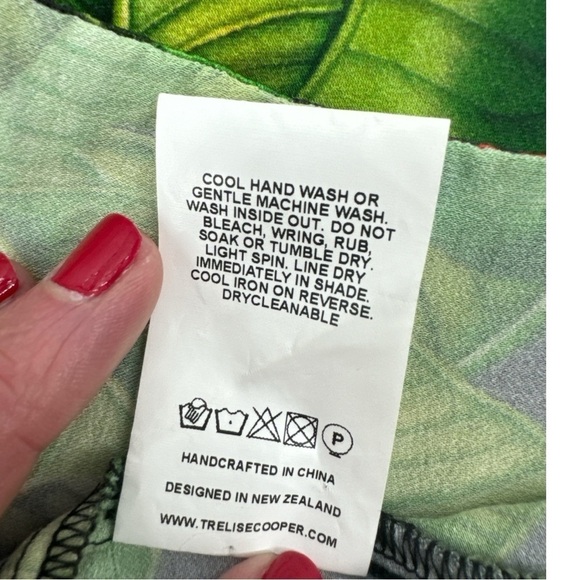 COOL HAND WASH OR
GENTLE MACHINE WASH.
WASH INSIDE OUT. DO NOT
BLEACH, WRING, RUB,
SOAK OR TUMBLE DRY.
LIGHT SPIN. LINE DRY
IMMEDIATELY IN SHADE.
COOL IRON ON REVERSE.
DRYCLEANABLE
P
HANDCRAFTED IN CHINA
DESIGNED IN NEW ZEALAND
WWW.TRELISECOOPER.COM